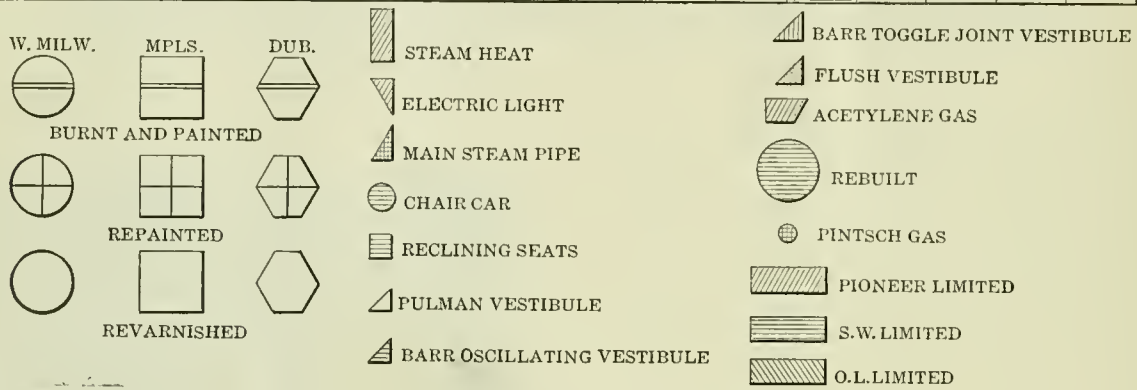 W. MILW. MPLS. DUB.
BURNT AND PAINTED
REPAINTED
REVARNISHED
STEAM HEAT
ELECTRIC LIGHT
MAIN STEAM PIPE
CHAIR CAR
RECLINING SEATS
PULMAN VESTIBULE
BARR OSCILLATING VESTIBULE
BARR TOGGLE JOINT VESTIBULE
FLUSH VESTIBULE
ACETYLENE GAS
REBUILT
PINTSCH GAS
PIONEER LIMITED
S.W. LIMITED
O.L. LIMITED